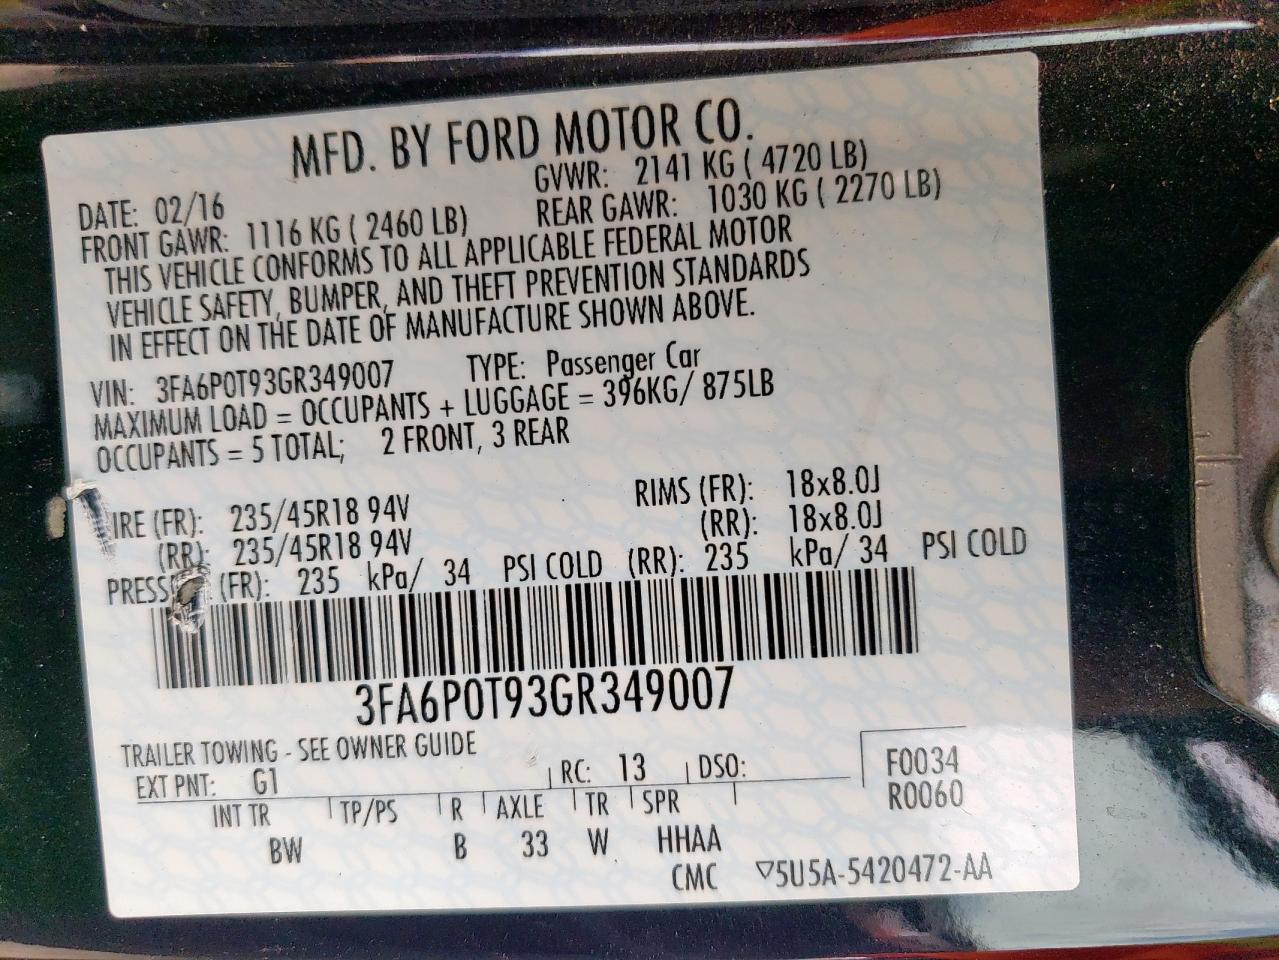 MFD. BY FORD MOTOR CO.
DATE: 02/16 GVWR: 2141 KG ( 4720 LB)
FRONT GAWR: 1116 KG ( 2460 LB) REAR GAWR: 1030 KG ( 2270 LB)
THIS VEHICLE CONFORMS TO ALL APPLICABLE FEDERAL MOTOR
VEHICLE SAFETY, BUMPER, AND THEFT PREVENTION STANDARDS
IN EFFECT ON THE DATE OF MANUFACTURE SHOWN ABOVE.
VIN: 3FA6P0T93GR349007 TYPE: Passenger Car
MAXIMUM LOAD = OCCUPANTS + LUGGAGE = 396KG/ 875LB
OCCUPANTS = 5 TOTAL; 2 FRONT, 3 REAR
IRE (FR): 235/45R18 94V RIMS (FR): 18x8.0J
(RR): 235/45R18 94V (RR): 18x8.0J
PRESS (FR): 235 kPa/ 34 PSI COLD (RR): 235 kPa/ 34 PSI COLD
3FA6P0T93GR349007
TRAILER TOWING - SEE OWNER GUIDE
EXT PNT: G1 RC: 13 DSO: F0034
INT TR TP/PS R AXLE TR SPR R0060
BW B 33 W HHAA
CMC ▽5U5A-5420472-AA